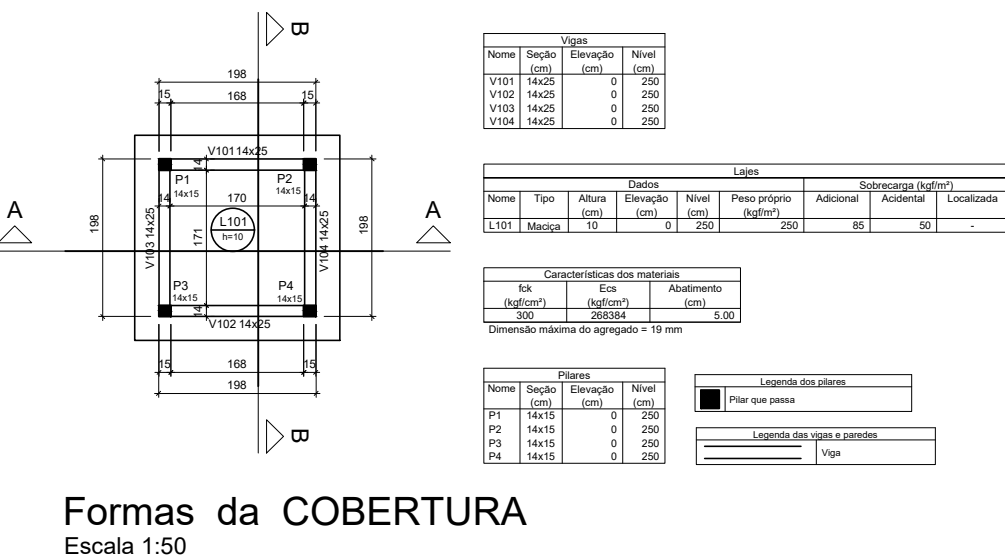 B
198
15 168 15
V101 14x25
14
P1
14x15
P2
14x15
14 170 14
A
A
198
V103 14x25
L101
h=10
171
V104 14x25
198
P3
14x15
P4
14x15
14
V102 14x25
15 168 15
198
B
Vigas
Nome Seção Elevação Nível
(cm) (cm) (cm)
V101 14x25 0 250
V102 14x25 0 250
V103 14x25 0 250
V104 14x25 0 250
Lajes
Dados Sobrecarga (kgf/m²)
Nome Tipo Altura Elevação Nível Peso próprio Adicional Acidental Localizada
(cm) (cm) (cm) (kgf/m²)
L101 Maciça 10 0 250 250 85 50 -
Características dos materiais
fck Ecs Abatimento
(kgf/cm²) (kgf/cm²) (cm)
300 268384 5.00
Dimensão máxima do agregado = 19 mm
Pilares
Nome Seção Elevação Nível
(cm) (cm) (cm)
P1 14x15 0 250
P2 14x15 0 250
P3 14x15 0 250
P4 14x15 0 250
Legenda dos pilares
Pilar que passa
Legenda das vigas e paredes
Viga
Formas da COBERTURA
Escala 1:50